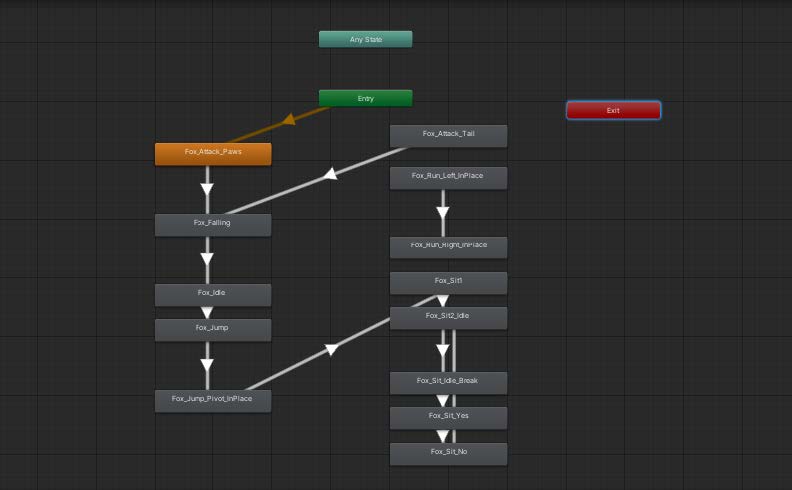 Any State
Entry
Exit
Fox_Attack_Tail
Fox_Attack_Paws
Fox_Run_Left_InPlace
Fox_Falling
Fox_Run_Right_InPlace
Fox_Sit1
Fox_Idle
Fox_Sit2_Idle
Fox_Jump
Fox_Sit_Idle_Break
Fox_Jump_Pivot_InPlace
Fox_Sit_Yes
Fox_Sit_No